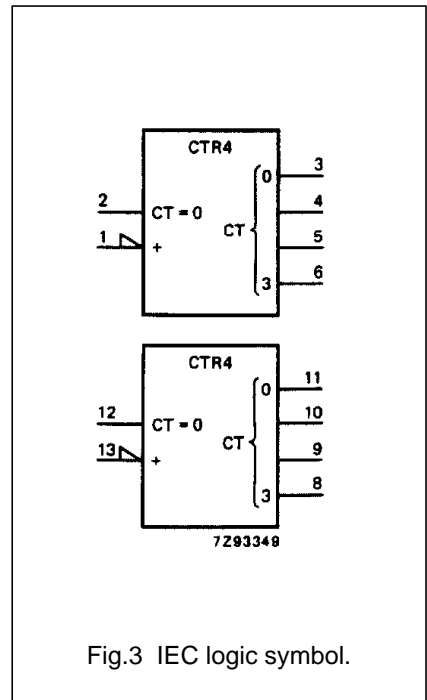 CTR4
0 3
2 CT = 0 4
CT
1 + 5
3 6
CTR4
0 11
12 CT = 0 10
CT
13 + 9
3 8
7Z93349
Fig.3 IEC logic symbol.